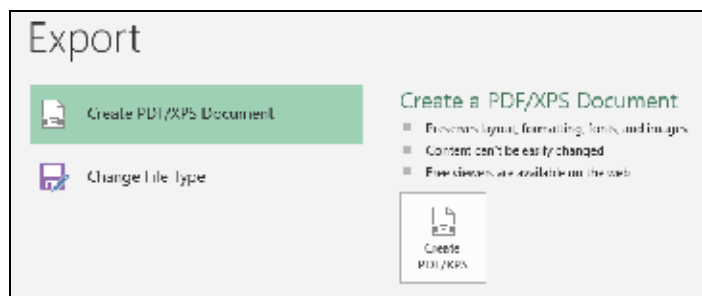 Export
Create PDF/XPS Document
Change File Type
Create a PDF/XPS Document
Preserves layout, formatting, fonts, and images
Content can't be easily changed
Free viewers are available on the web
Create
PDF/XPS